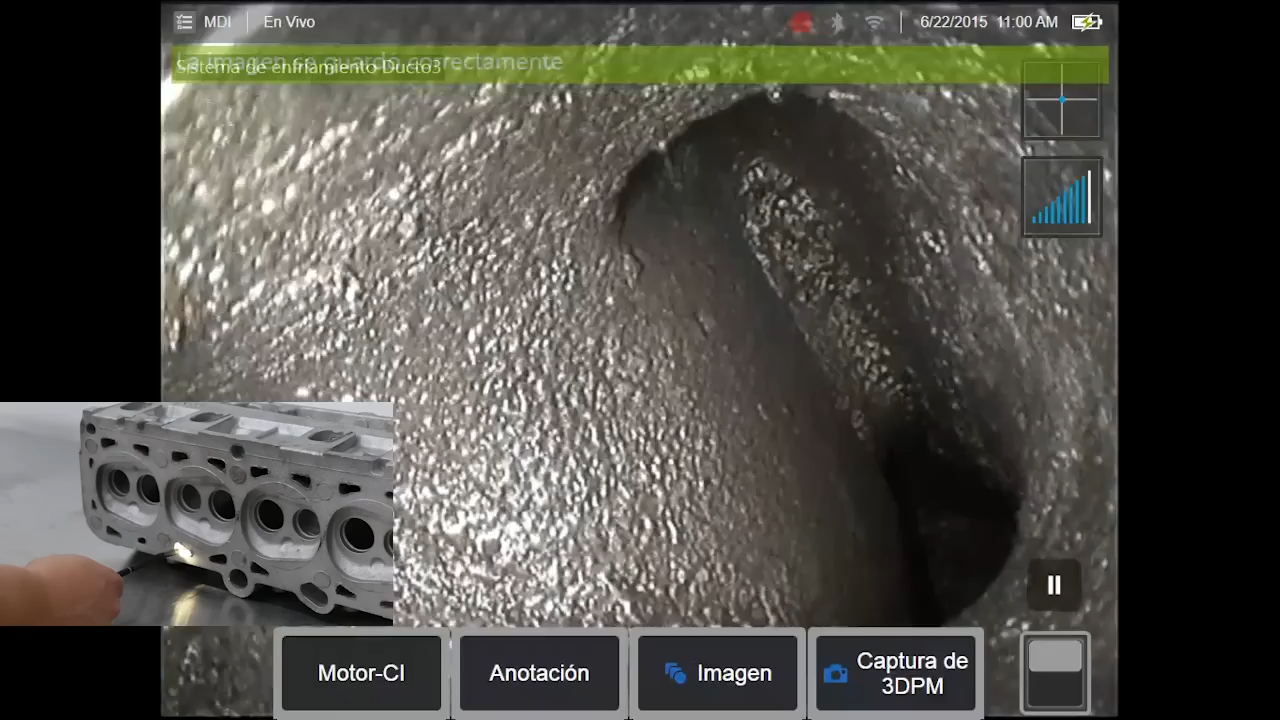 MDI
En Vivo
6/22/2015 11:00 AM
La imagen se guardó correctamente
Sistema de enfriamiento Ducto3
Motor-CI
Anotación
Imagen
Captura de
3DPM